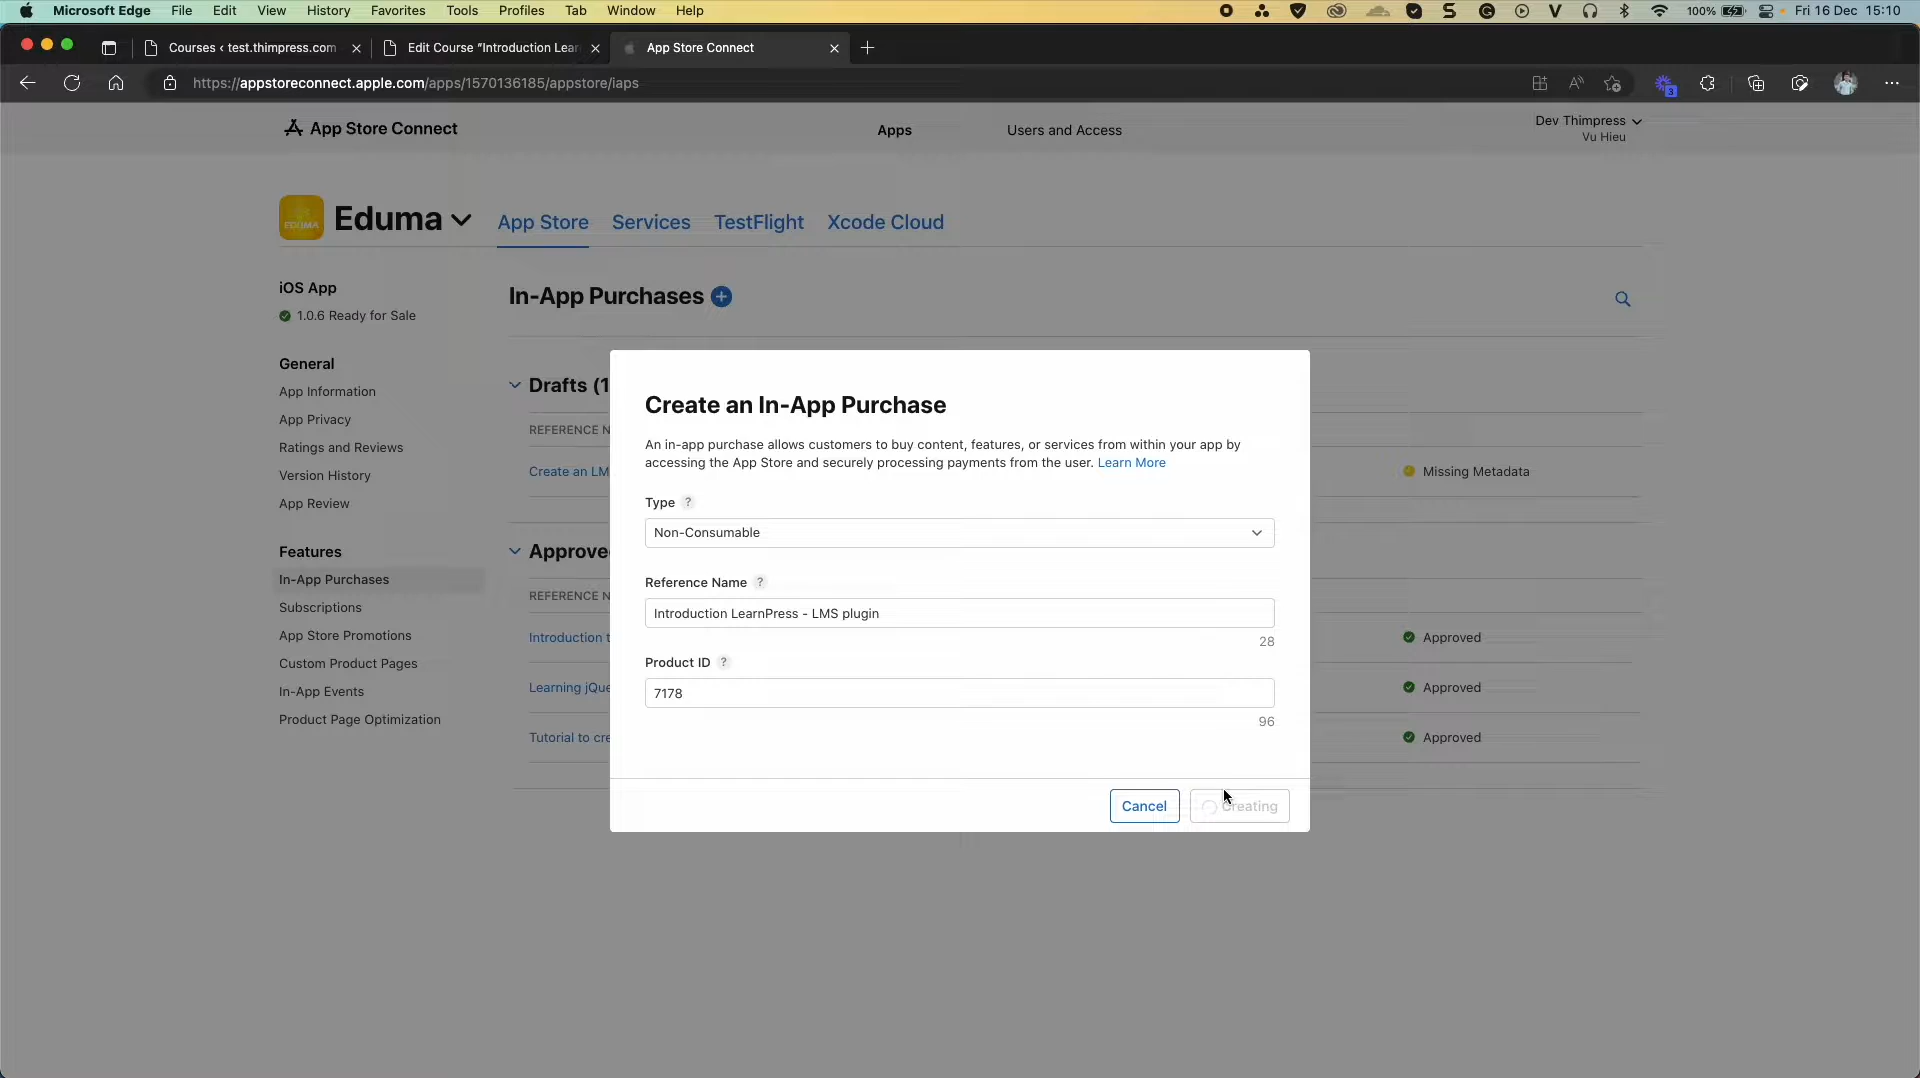 Microsoft Edge File Edit View History Favorites Tools Profiles Tab Window Help 100% Fri 16 Dec 15:10
Courses < test.thimpress.com
Edit Course "Introduction Lear
App Store Connect
https://appstoreconnect.apple.com/apps/1570136185/appstore/iaps
3
App Store Connect
Apps
Users and Access
Dev Thimpress
Vu Hieu
EDUMA
Eduma
App Store
Services
TestFlight
Xcode Cloud
iOS App
1.0.6 Ready for Sale
General
App Information
App Privacy
Ratings and Reviews
Version History
App Review
Features
In-App Purchases
Subscriptions
App Store Promotions
Custom Product Pages
In-App Events
Product Page Optimization
In-App Purchases
Drafts (1
REFERENCE N
Create an LM
Missing Metadata
Approve
REFERENCE N
Introduction t
Approved
Learning jQue
Approved
Tutorial to cre
Approved
Create an In-App Purchase
An in-app purchase allows customers to buy content, features, or services from within your app by
accessing the App Store and securely processing payments from the user. Learn More
Type ?
Non-Consumable
Reference Name ?
Introduction LearnPress - LMS plugin
28
Product ID ?
7178
96
Cancel
Creating